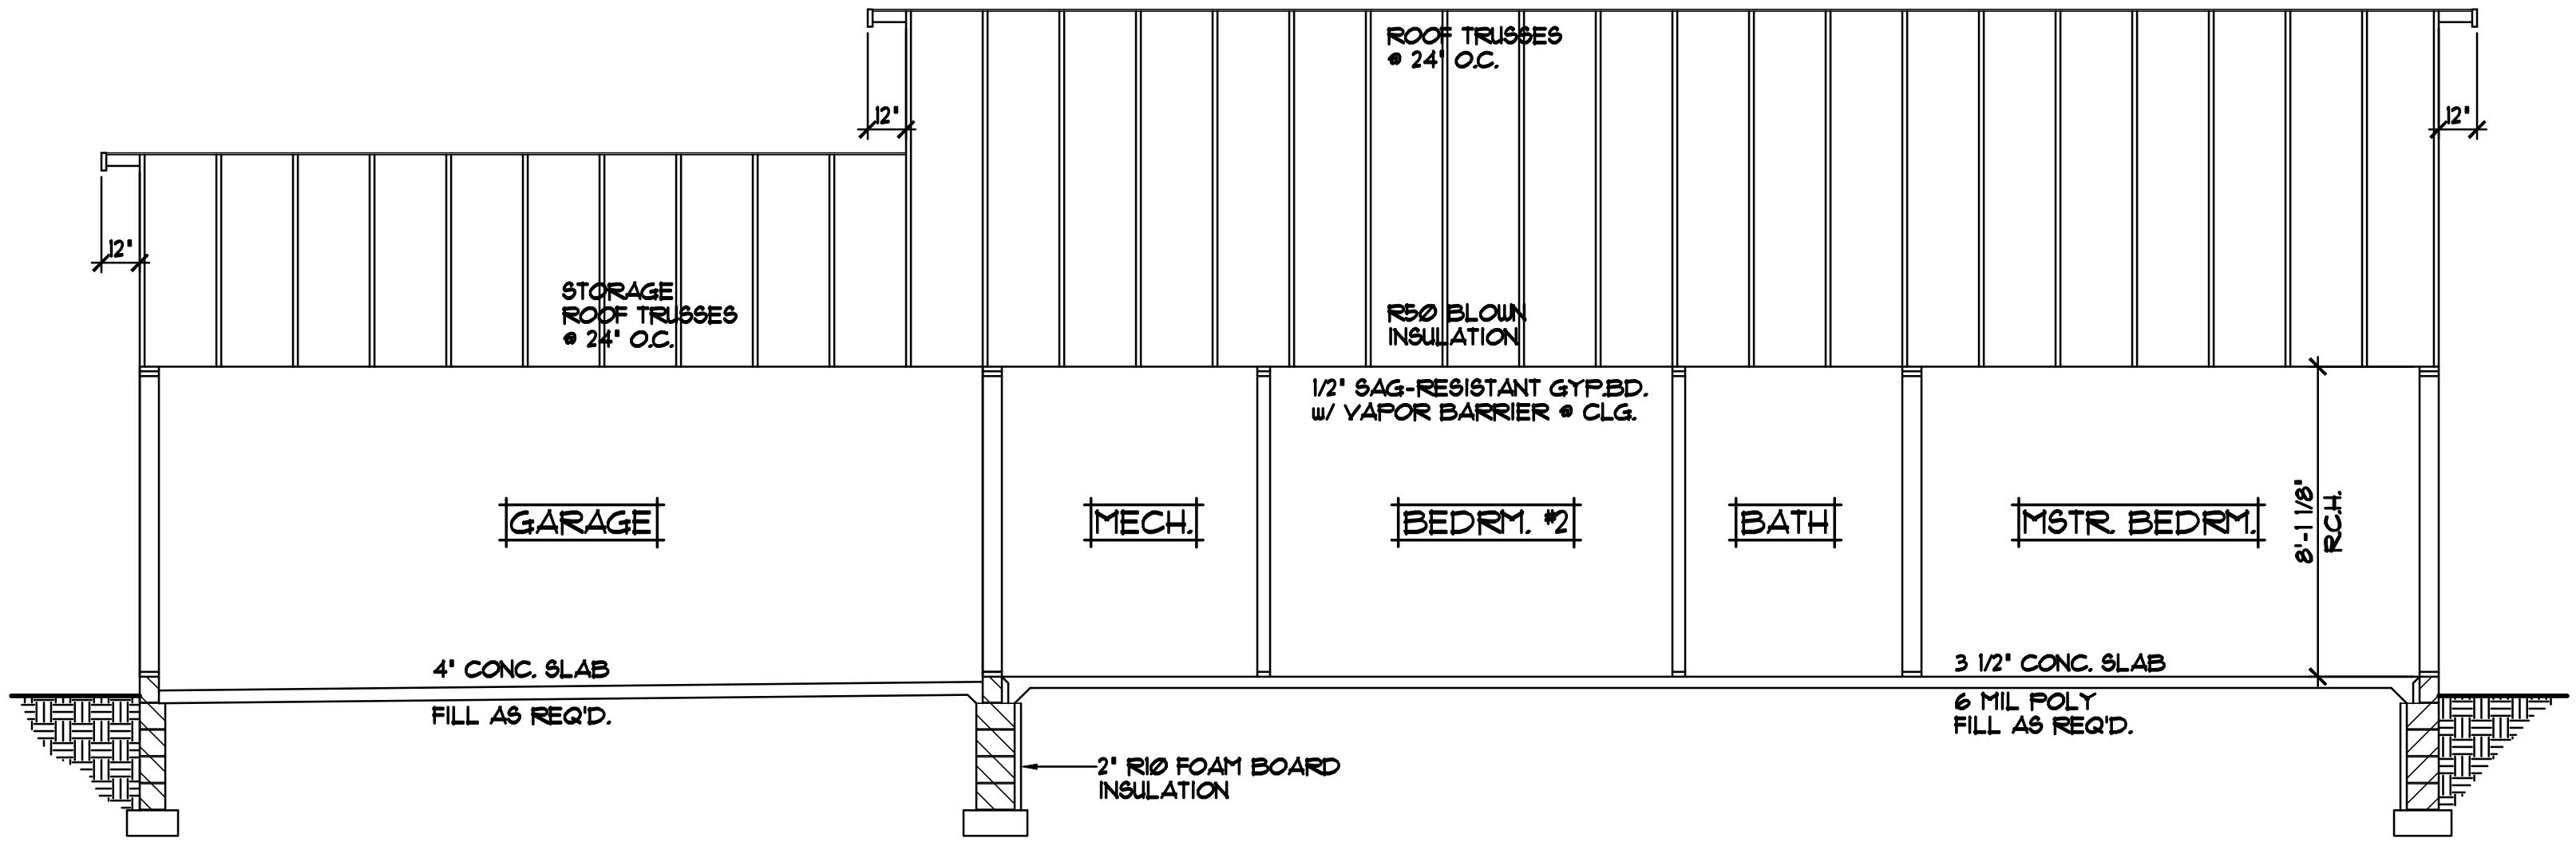 ROOF TRUSSES
@ 24" O.C.
12"
12"
12"
STORAGE
ROOF TRUSSES
@ 24" O.C.
R50 BLOWN
INSULATION
1/2" SAG-RESISTANT GYP.BD.
w/ VAPOR BARRIER @ CLG.
GARAGE
MECH.
BEDRM. #2
BATH
MSTR. BEDRM.
8'-1 1/8"
R.C.H.
4" CONC. SLAB
FILL AS REQ'D.
3 1/2" CONC. SLAB
6 MIL POLY
FILL AS REQ'D.
2" R10 FOAM BOARD
INSULATION